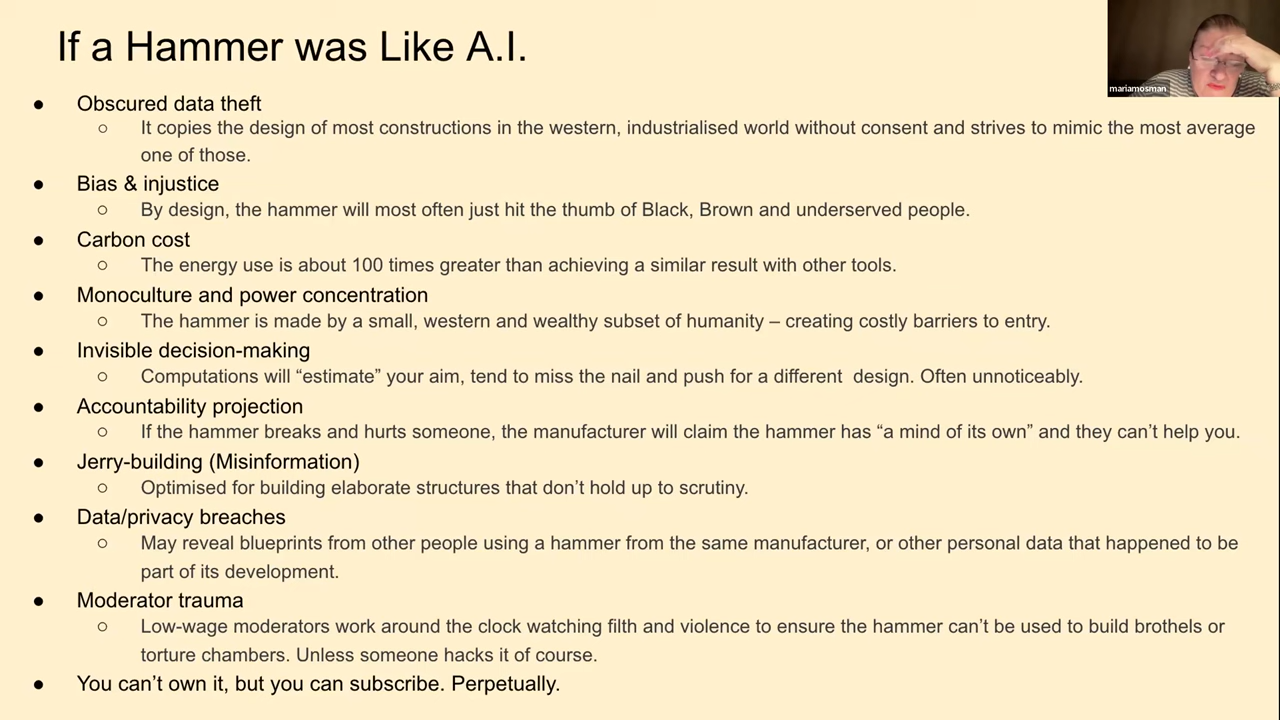 If a Hammer was Like A.I.
mariamosman
● Obscured data theft
○ It copies the design of most constructions in the western, industrialised world without consent and strives to mimic the most average
one of those.
● Bias & injustice
○ By design, the hammer will most often just hit the thumb of Black, Brown and underserved people.
● Carbon cost
○ The energy use is about 100 times greater than achieving a similar result with other tools.
● Monoculture and power concentration
○ The hammer is made by a small, western and wealthy subset of humanity – creating costly barriers to entry.
● Invisible decision-making
○ Computations will “estimate” your aim, tend to miss the nail and push for a different  design. Often unnoticeably.
● Accountability projection
○ If the hammer breaks and hurts someone, the manufacturer will claim the hammer has “a mind of its own” and they can’t help you.
● Jerry-building (Misinformation)
○ Optimised for building elaborate structures that don’t hold up to scrutiny.
● Data/privacy breaches
○ May reveal blueprints from other people using a hammer from the same manufacturer, or other personal data that happened to be
part of its development.
● Moderator trauma
○ Low-wage moderators work around the clock watching filth and violence to ensure the hammer can’t be used to build brothels or
torture chambers. Unless someone hacks it of course.
● You can’t own it, but you can subscribe. Perpetually.